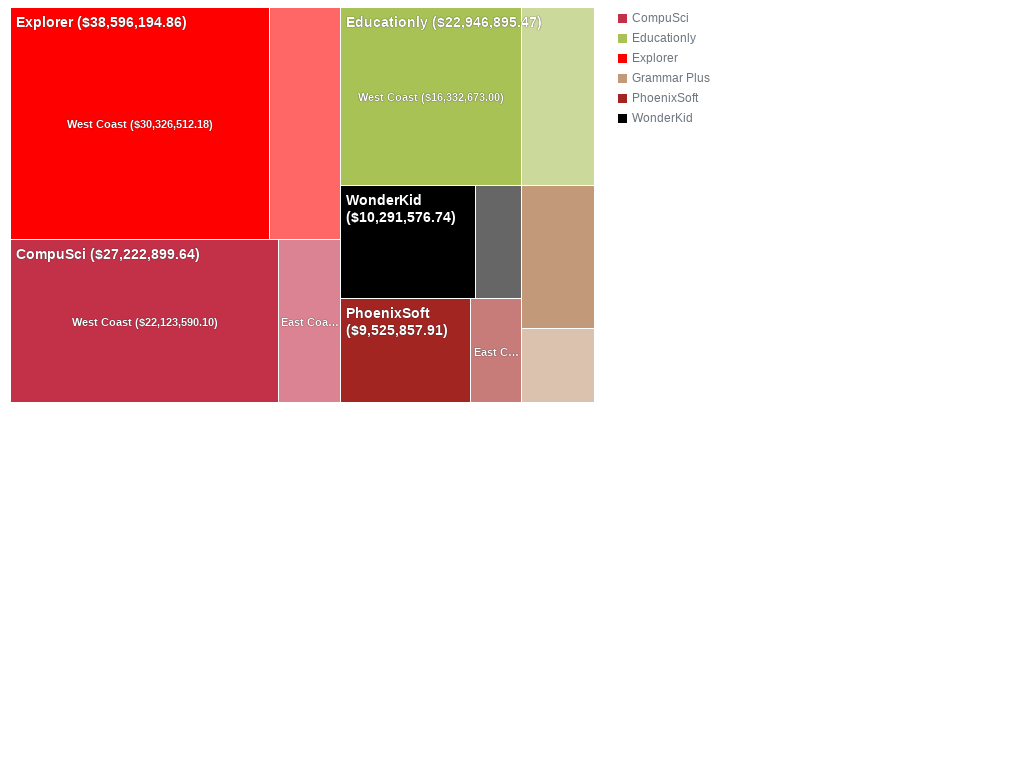 Explorer ($38,596,194.86)
West Coast ($30,326,512.18)
CompuSci ($27,222,899.64)
West Coast ($22,123,590.10)
East Coa…
Educationly ($22,946,895.47)
West Coast ($16,332,673.00)
WonderKid
($10,291,576.74)
PhoenixSoft
($9,525,857.91)
East C…
CompuSci
Educationly
Explorer
Grammar Plus
PhoenixSoft
WonderKid